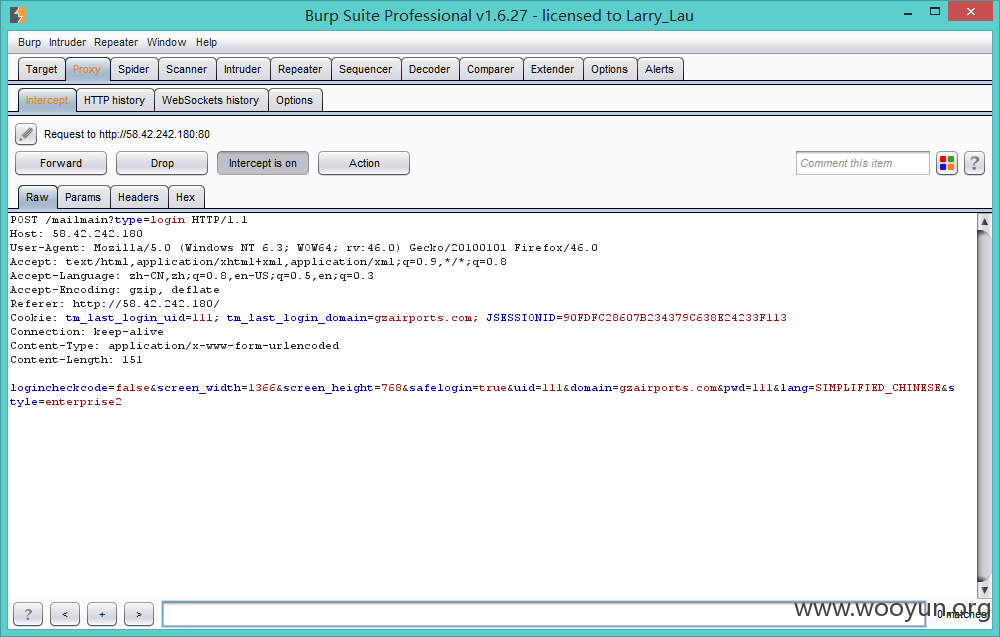 Burp Suite Professional v1.6.27 - licensed to Larry_Lau
Burp Intruder Repeater Window Help
Target Proxy Spider Scanner Intruder Repeater Sequencer Decoder Comparer Extender Options Alerts
Intercept HTTP history WebSockets history Options
Request to http://58.42.242.180:80
Forward Drop Intercept is on Action Comment this item ?
Raw Params Headers Hex
POST /mailmain?type=login HTTP/1.1
Host: 58.42.242.180
User-Agent: Mozilla/5.0 (Windows NT 6.3; WOW64; rv:46.0) Gecko/20100101 Firefox/46.0
Accept: text/html,application/xhtml+xml,application/xml;q=0.9,*/*;q=0.8
Accept-Language: zh-CN,zh;q=0.8,en-US;q=0.5,en;q=0.3
Accept-Encoding: gzip, deflate
Referer: http://58.42.242.180/
Cookie: tm_last_login_uid=111; tm_last_login_domain=gzairports.com; JSESSIONID=90FDFC28607B234379C638E24233F113
Connection: keep-alive
Content-Type: application/x-www-form-urlencoded
Content-Length: 151
logincheckcode=false&screen_width=1366&screen_height=768&safelogin=true&uid=111&domain=gzairports.com&pwd=111&lang=SIMPLIFIED_CHINESE&s
tyle=enterprise2
? < + > 0 matches
www.wooyun.org